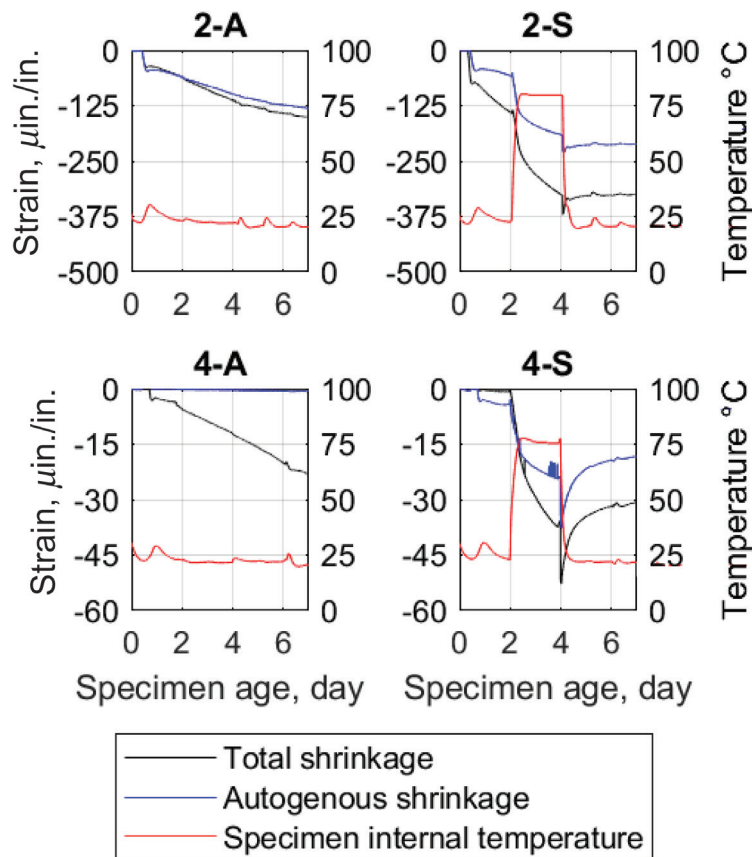 2-A 2-S
0 100 0 100
-125 75 -125 75
-250 50 -250 50
-375 25 -375 25
-500 0 -500 0
0 2 4 6 0 2 4 6
Strain, μin./in.
Temperature °C
4-A 4-S
0 100 0 100
-15 75 -15 75
-30 50 -30 50
-45 25 -45 25
-60 0 -60 0
0 2 4 6 0 2 4 6
Strain, μin./in.
Temperature °C
Specimen age, day Specimen age, day
Total shrinkage
Autogenous shrinkage
Specimen internal temperature